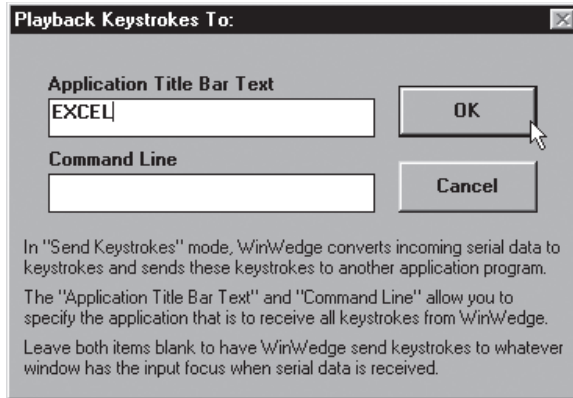 Playback Keystrokes To:
Application Title Bar Text
EXCEL
OK
Command Line
Cancel
In "Send Keystrokes" mode, WinWedge converts incoming serial data to
keystrokes and sends these keystrokes to another application program.
The "Application Title Bar Text" and "Command Line" allow you to
specify the application that is to receive all keystrokes from WinWedge.
Leave both items blank to have WinWedge send keystrokes to whatever
window has the input focus when serial data is received.